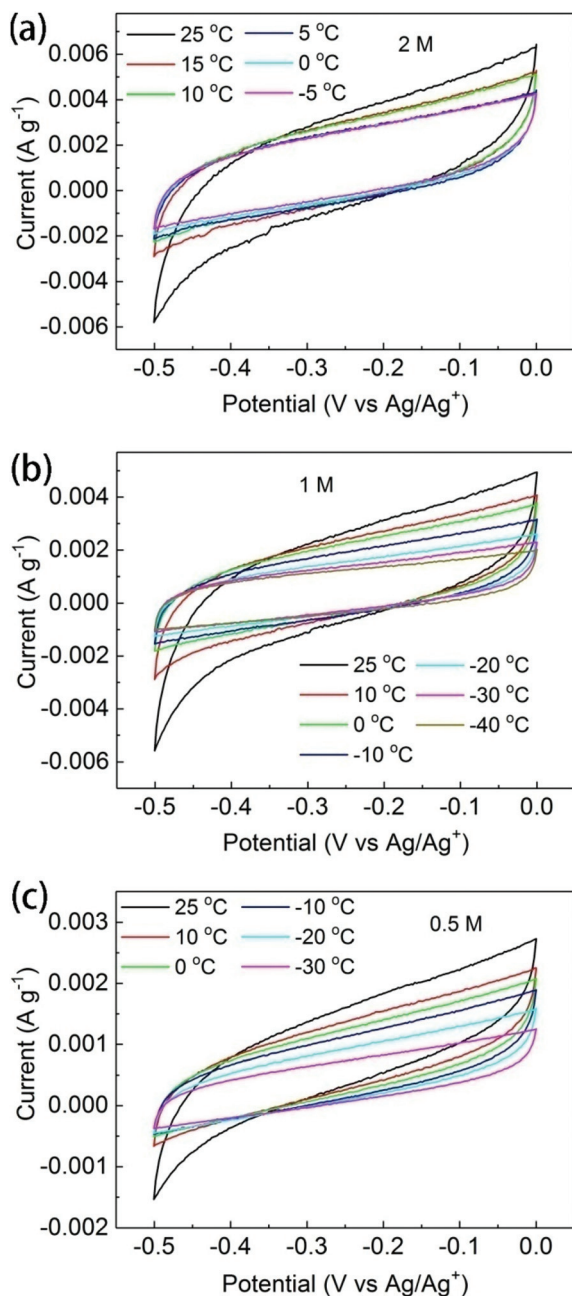 (a)
25 °C 5 °C 2 M
15 °C 0 °C
10 °C -5 °C
0.006
0.004
0.002
0.000
-0.002
-0.004
-0.006
Current (A g⁻¹)
-0.5 -0.4 -0.3 -0.2 -0.1 0.0
Potential (V vs Ag/Ag⁺)
(b)
1 M
0.004
0.002
0.000
-0.002
-0.004
-0.006
Current (A g⁻¹)
25 °C -20 °C
10 °C -30 °C
0 °C -40 °C
-10 °C
-0.5 -0.4 -0.3 -0.2 -0.1 0.0
Potential (V vs Ag/Ag⁺)
(c)
25 °C -10 °C 0.5 M
10 °C -20 °C
0 °C -30 °C
0.003
0.002
0.001
0.000
-0.001
-0.002
Current (A g⁻¹)
-0.5 -0.4 -0.3 -0.2 -0.1 0.0
Potential (V vs Ag/Ag⁺)